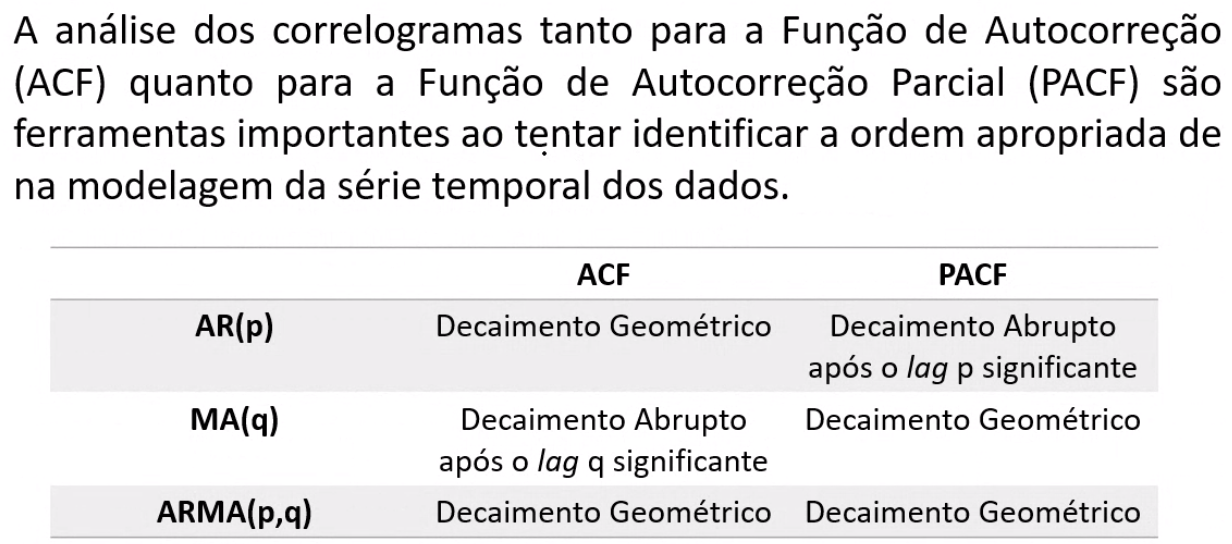 A análise dos correlogramas tanto para a Função de Autocorreção
(ACF) quanto para a Função de Autocorreção Parcial (PACF) são
ferramentas importantes ao tentar identificar a ordem apropriada de
na modelagem da série temporal dos dados.
ACF PACF
AR(p) Decaimento Geométrico Decaimento Abrupto
após o lag p significante
MA(q) Decaimento Abrupto Decaimento Geométrico
após o lag q significante
ARMA(p,q) Decaimento Geométrico Decaimento Geométrico